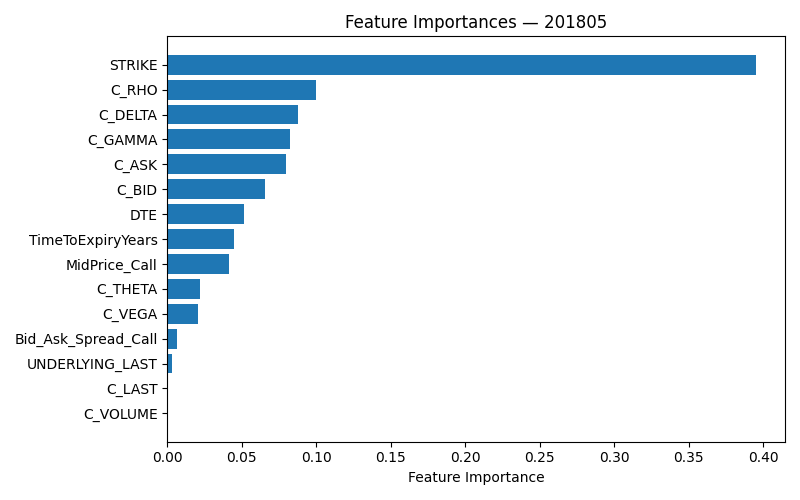 Feature Importances — 201805
STRIKE
C_RHO
C_DELTA
C_GAMMA
C_ASK
C_BID
DTE
TimeToExpiryYears
MidPrice_Call
C_THETA
C_VEGA
Bid_Ask_Spread_Call
UNDERLYING_LAST
C_LAST
C_VOLUME
0.00 0.05 0.10 0.15 0.20 0.25 0.30 0.35 0.40
Feature Importance